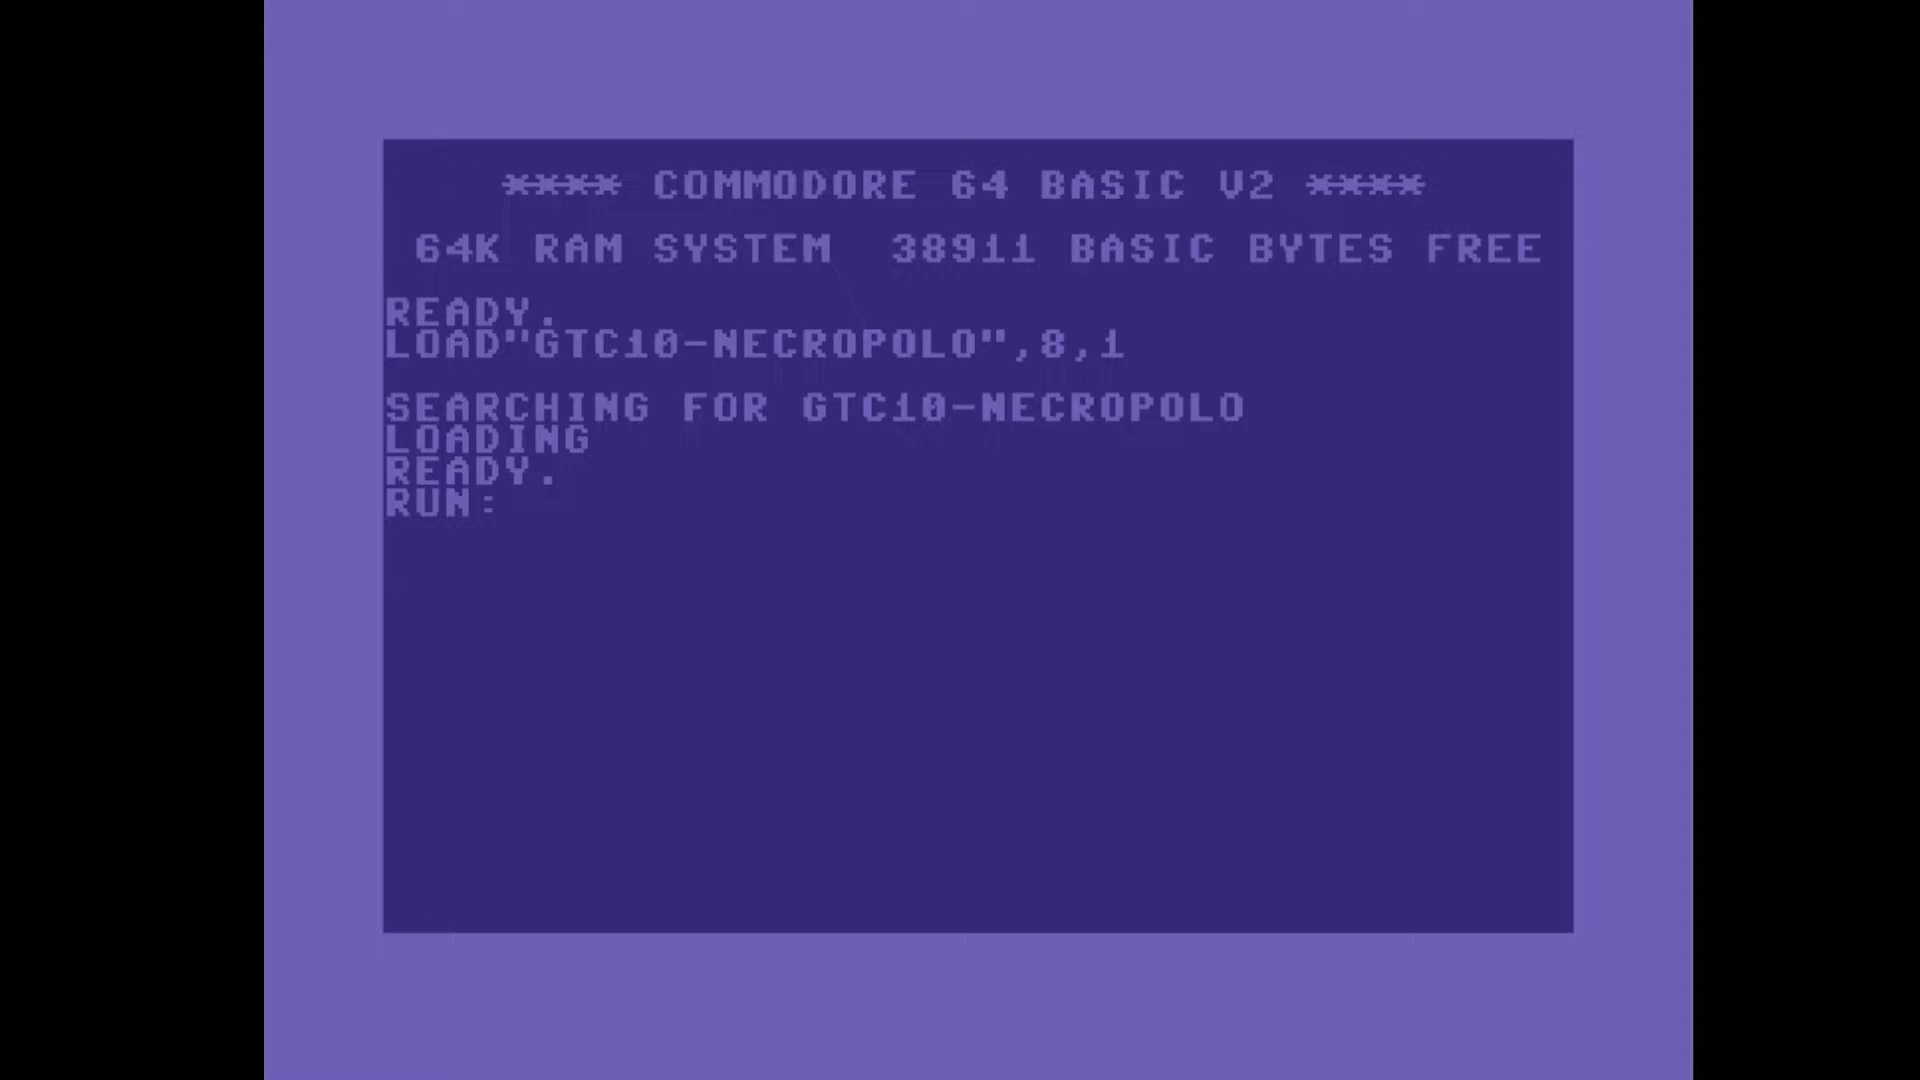 **** COMMODORE 64 BASIC V2 ****
64K RAM SYSTEM  38911 BASIC BYTES FREE
READY.
LOAD"GTC10-NECROPOLO",8,1
SEARCHING FOR GTC10-NECROPOLO
LOADING
READY.
RUN: